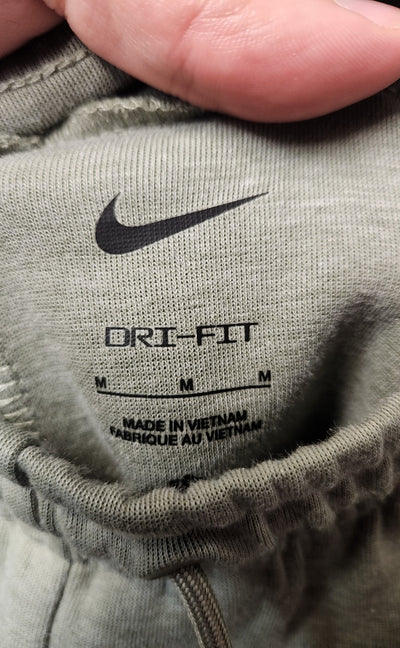 DRI-FIT
M M M
MADE IN VIETNAM
FABRIQUE AU VIETNAM